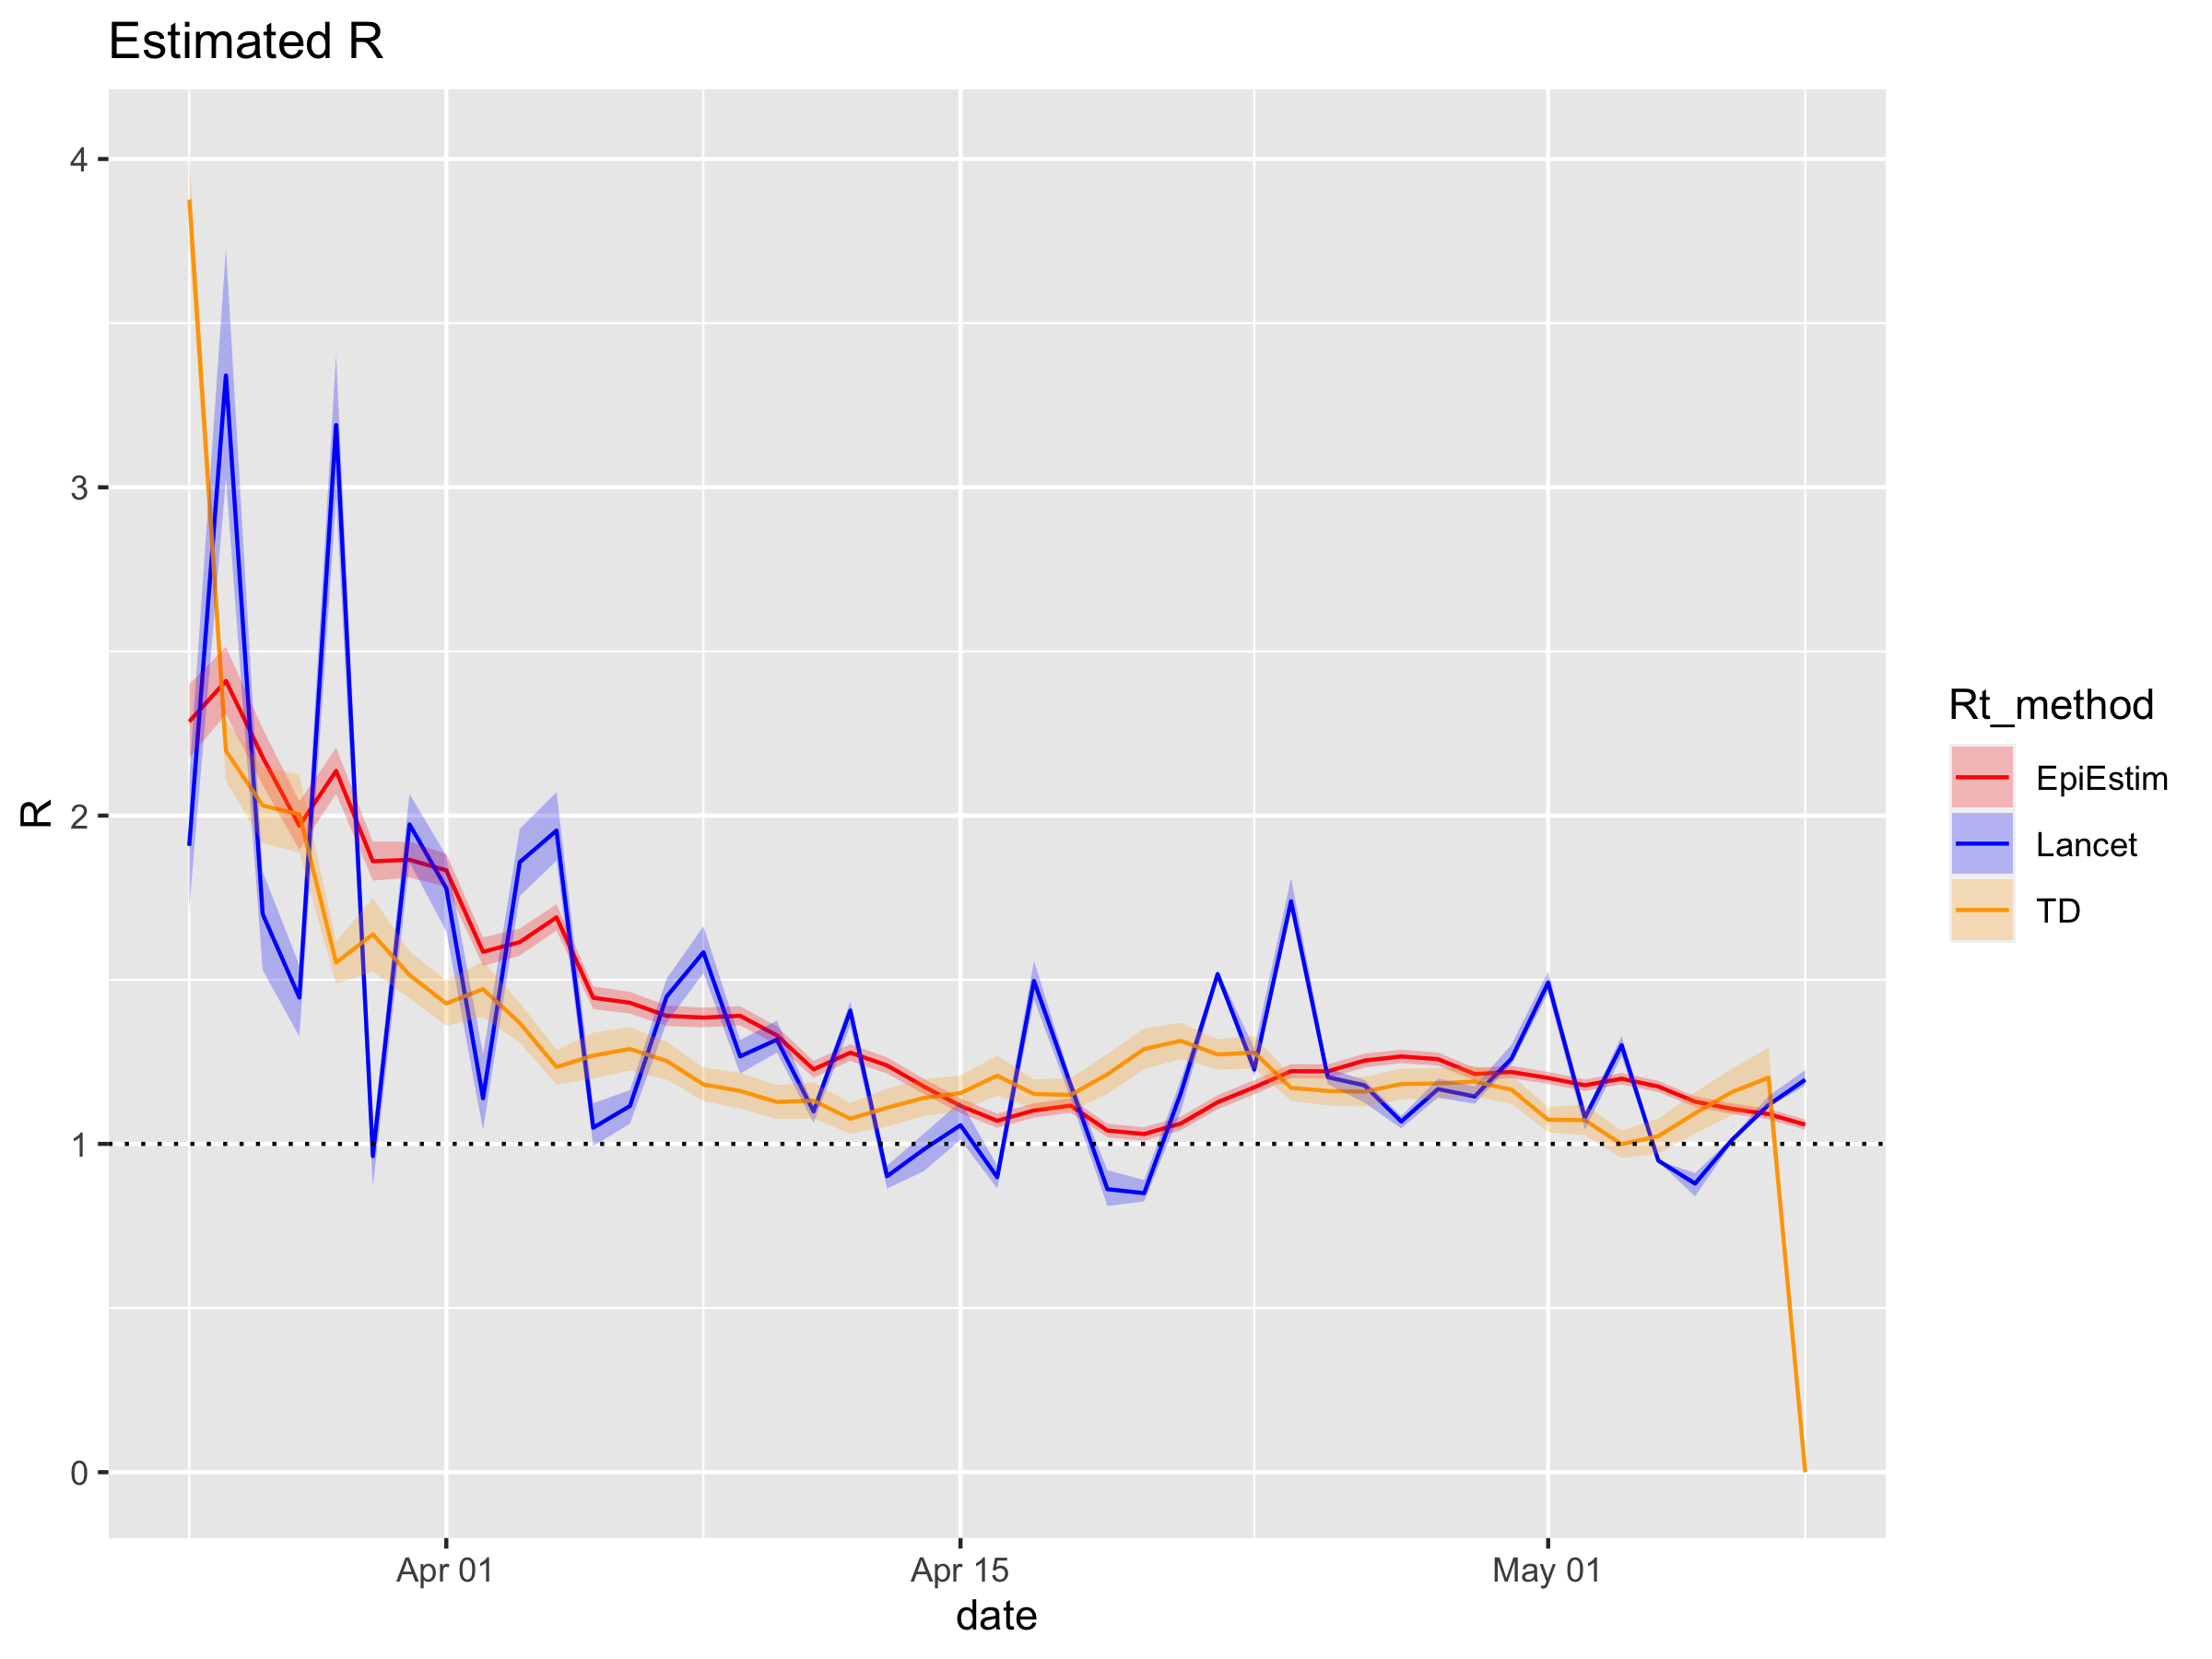 Estimated R
4
3
2
1
0
R
Apr 01
Apr 15
May 01
date
Rt_method
EpiEstim
Lancet
TD